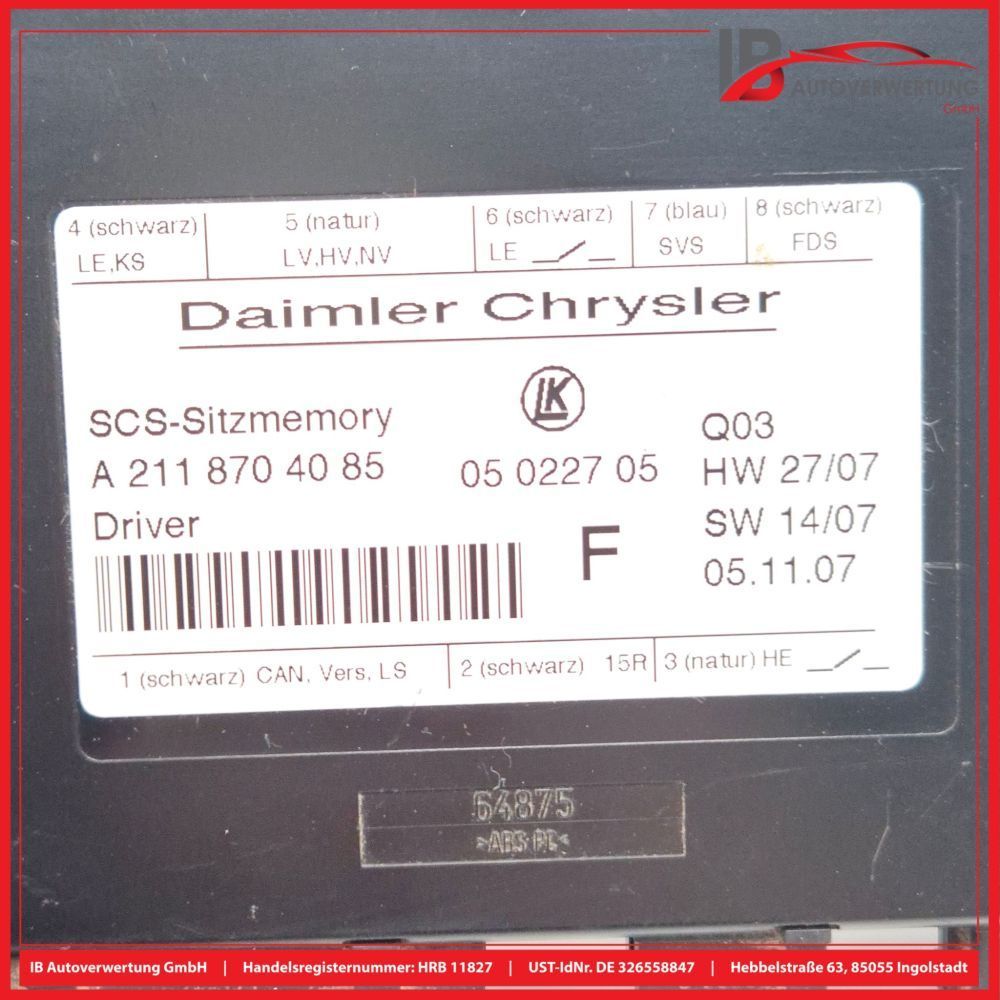 IB
AUTOVERWERTUNG
GmbH
4 (schwarz)
LE,KS
5 (natur)
LV,HV,NV
6 (schwarz)
LE
7 (blau)
SVS
8 (schwarz)
FDS
Daimler Chrysler
LK
SCS-Sitzmemory
A 211 870 40 85
05 0227 05
Driver
F
Q03
HW 27/07
SW 14/07
05.11.07
1 (schwarz) CAN, Vers, LS
2 (schwarz) 15R
3 (natur) HE
64875
>ABS PC<
IB Autoverwertung GmbH | Handelsregisternummer: HRB 11827 | UST-IdNr. DE 326558847 | Hebbelstraße 63, 85055 Ingolstadt